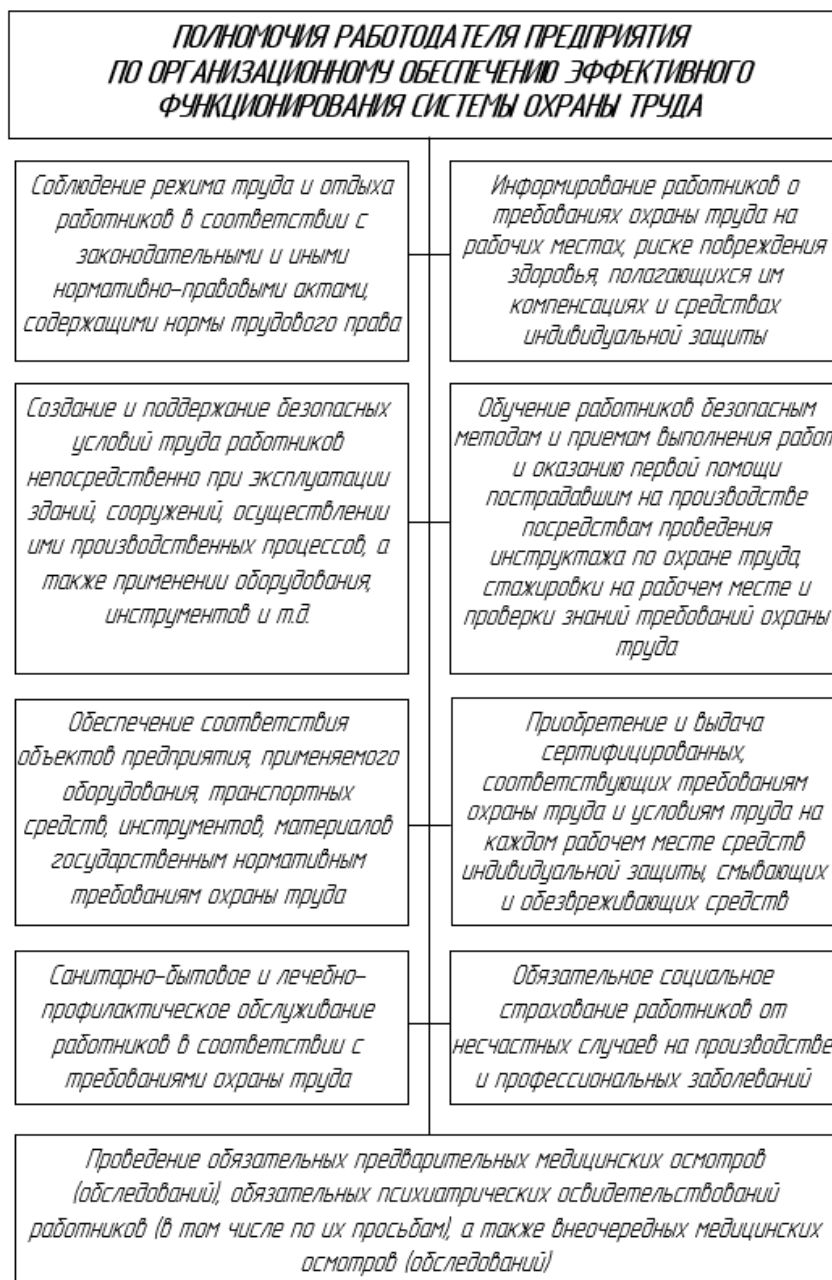 ПОЛНОМОЧИЯ РАБОТОДАТЕЛЯ ПРЕДПРИЯТИЯ
ПО ОРГАНИЗАЦИОННОМУ ОБЕСПЕЧЕНИЮ ЭФФЕКТИВНОГО
ФУНКЦИОНИРОВАНИЯ СИСТЕМЫ ОХРАНЫ ТРУДА
Соблюдение режима труда и отдыха
работников в соответствии с
законодательными и иными
нормативно-правовыми актами,
содержащими нормы трудового права
Информирование работников о
требованиях охраны труда на
рабочих местах, риске повреждения
здоровья, полагающихся им
компенсациях и средствах
индивидуальной защиты
Создание и поддержание безопасных
условий труда работников
непосредственно при эксплуатации
зданий, сооружений, осуществлении
ими производственных процессов, а
также применении оборудования,
инструментов и т.д.
Обучение работников безопасным
методам и приемам выполнения работ
и оказанию первой помощи
пострадавшим на производстве
посредствам проведения
инструктажа по охране труда,
стажировки на рабочем месте и
проверки знаний требований охраны
труда
Обеспечение соответствия
объектов предприятия, применяемого
оборудования, транспортных
средств, инструментов, материалов
государственным нормативным
требованиям охраны труда
Приобретение и выдача
сертифицированных,
соответствующих требованиям
охраны труда и условиям труда на
каждом рабочем месте средств
индивидуальной защиты, смывающих
и обезвреживающих средств
Санитарно-бытовое и лечебно-
профилактическое обслуживание
работников в соответствии с
требованиями охраны труда
Обязательное социальное
страхование работников от
несчастных случаев на производстве
и профессиональных заболеваний
Проведение обязательных предварительных медицинских осмотров
(обследований), обязательных психиатрических освидетельствований
работников (в том числе по их просьбам), а также внеочередных медицинских
осмотров (обследований)